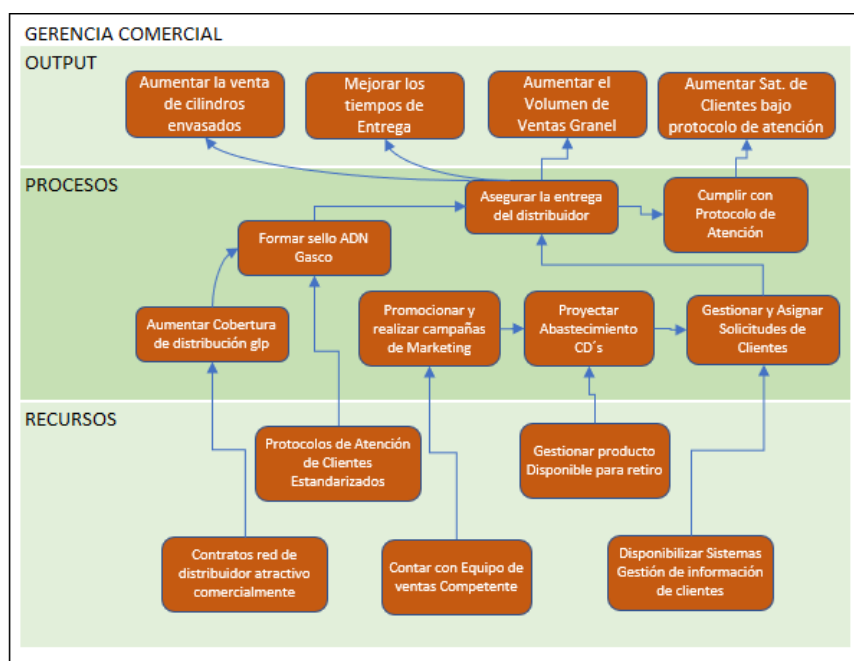 GERENCIA COMERCIAL
OUTPUT
Aumentar la venta
de cilindros
envasados
Mejorar los
tiempos de
Entrega
Aumentar el
Volumen de
Ventas Granel
Aumentar Sat. de
Clientes bajo
protocolo de atención
PROCESOS
Asegurar la entrega
del distribuidor
Cumplir con
Protocolo de
Atención
Formar sello ADN
Gasco
Aumentar Cobertura
de distribución glp
Promocionar y
realizar campañas
de Marketing
Proyectar
Abastecimiento
CD´s
Gestionar y Asignar
Solicitudes de
Clientes
RECURSOS
Protocolos de Atención
de Clientes
Estandarizados
Gestionar producto
Disponible para retiro
Contratos red de
distribuidor atractivo
comercialmente
Contar con Equipo de
ventas Competente
Disponibilizar Sistemas
Gestión de información
de clientes